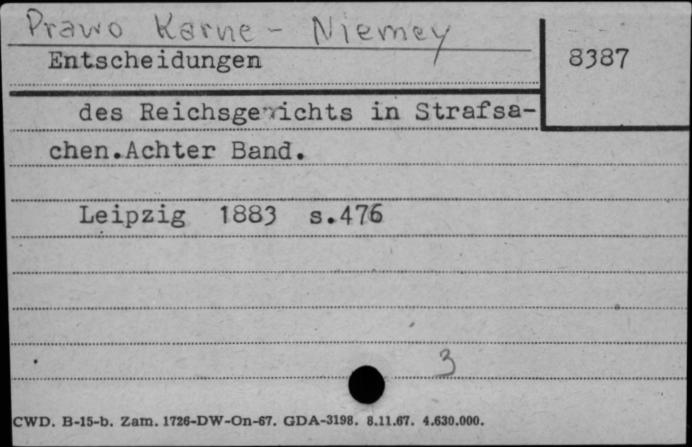 Prawo Karne - Niemcy
Entscheidungen
8387
des Reichsgerichts in Strafsa-
chen.Achter Band.
Leipzig 1883 s.476
3
CWD. B-15-b. Zam. 1726-DW-On-67. GDA-3198. 8.11.67. 4.630.000.